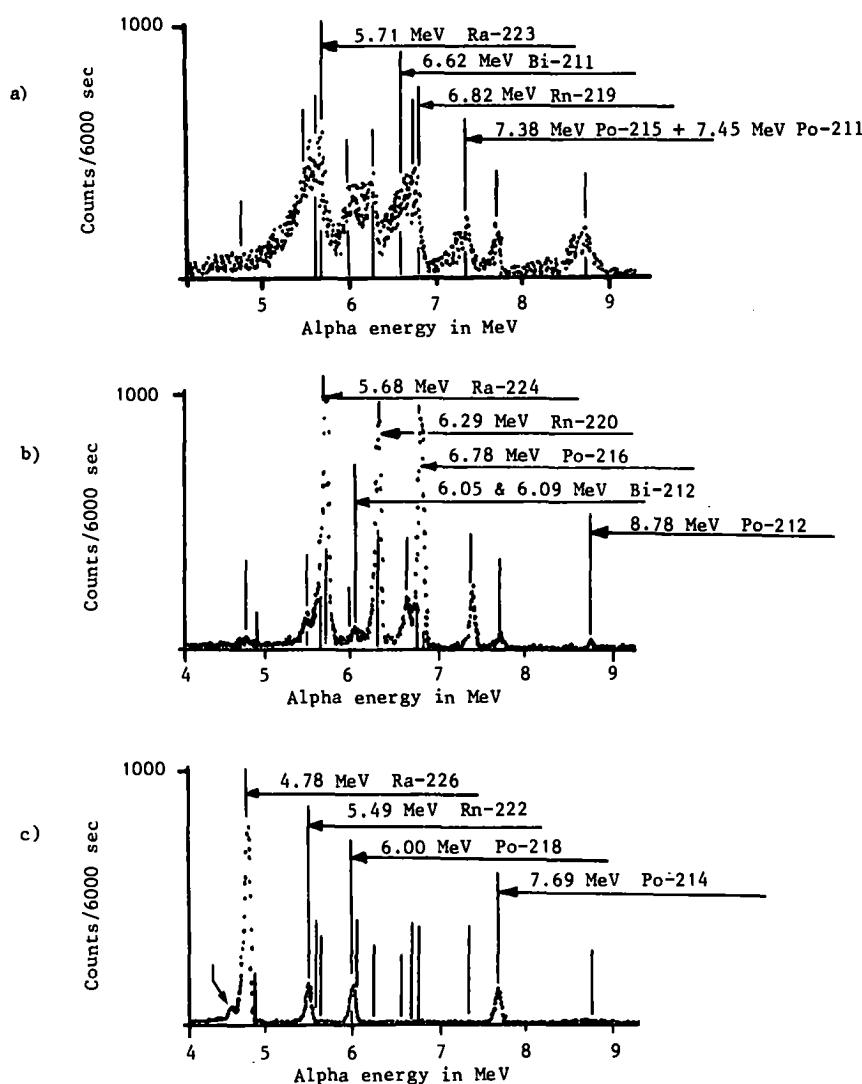 a)
1000
Counts/6000 sec
5.71 MeV Ra-223
6.62 MeV Bi-211
6.82 MeV Rn-219
7.38 MeV Po-215 + 7.45 MeV Po-211
5 6 7 8 9
Alpha energy in MeV
b)
1000
Counts/6000 sec
5.68 MeV Ra-224
6.29 MeV Rn-220
6.78 MeV Po-216
6.05 & 6.09 MeV Bi-212
8.78 MeV Po-212
4 5 6 7 8 9
Alpha energy in MeV
c)
1000
Counts/6000 sec
4.78 MeV Ra-226
5.49 MeV Rn-222
6.00 MeV Po-218
7.69 MeV Po-214
4 5 6 7 8 9
Alpha energy in MeV